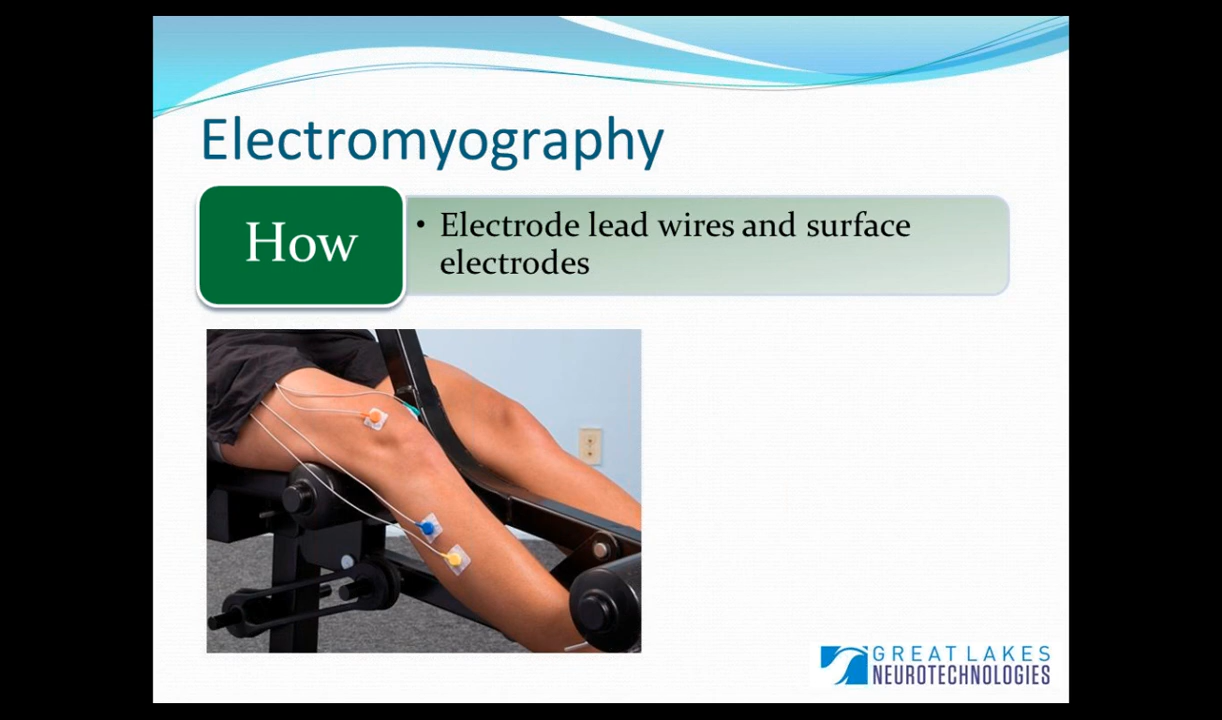 Electromyography
How
• Electrode lead wires and surface
electrodes
GREAT LAKES
NEUROTECHNOLOGIES